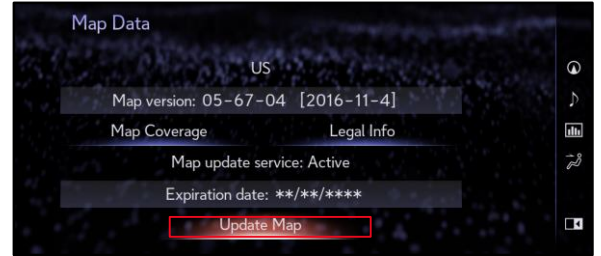 Map Data
US
Map version: 05-67-04 [2016-11-4]
Map Coverage Legal Info
Map update service: Active
Expiration date: **/**/****
Update Map